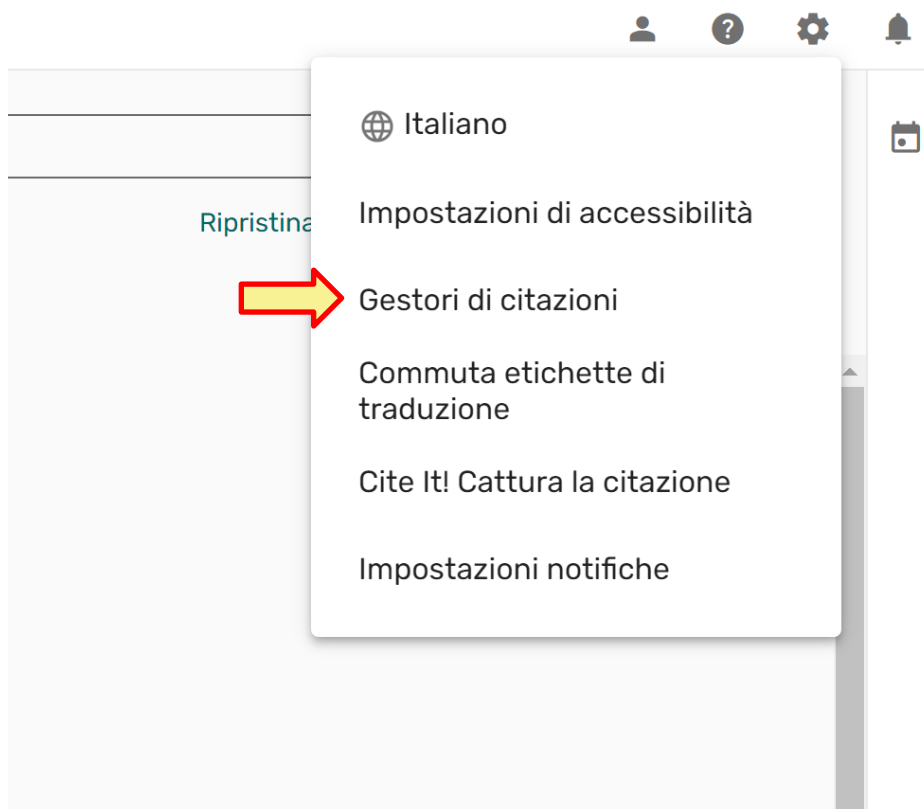 ?
Italiano
Ripristina
Impostazioni di accessibilità
Gestori di citazioni
Commuta etichette di
traduzione
Cite It! Cattura la citazione
Impostazioni notifiche